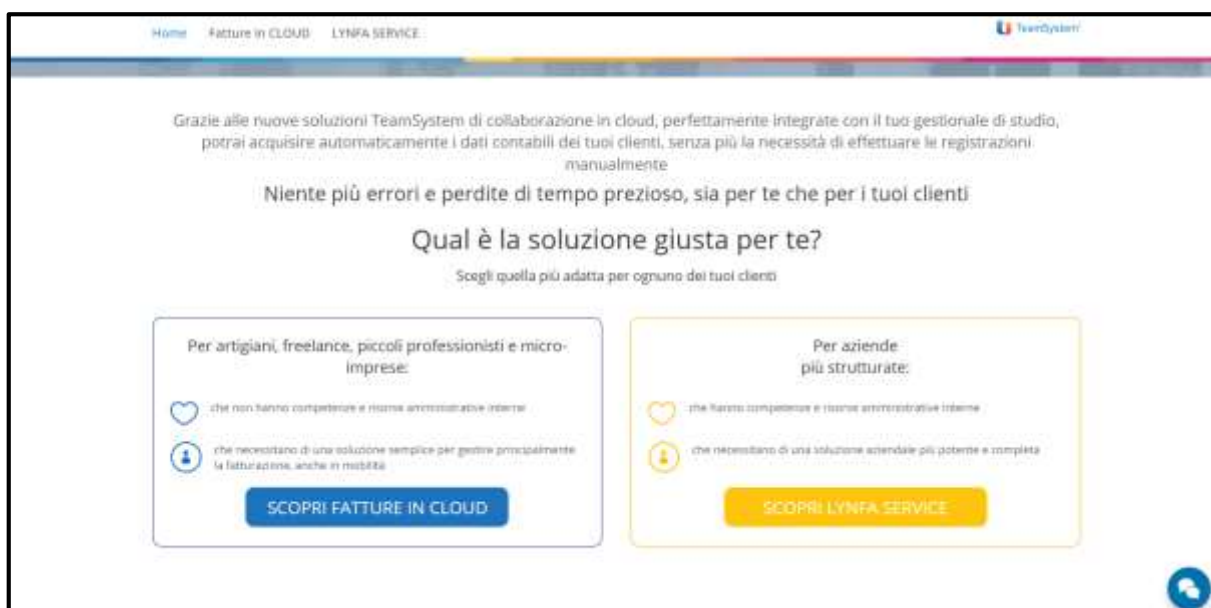 Home Fatture in CLOUD LYNFA SERVICE
TeamSystem
Grazie alle nuove soluzioni TeamSystem di collaborazione in cloud, perfettamente integrate con il tuo gestionale di studio,
potrai acquisire automaticamente i dati contabili dei tuoi clienti, senza più la necessità di effettuare le registrazioni
manualmente
Niente più errori e perdite di tempo prezioso, sia per te che per i tuoi clienti
Qual è la soluzione giusta per te?
Scegli quella più adatta per ognuno dei tuoi clienti
Per artigiani, freelance, piccoli professionisti e micro-
imprese:
che non hanno competenze e risorse amministrative interne
che necessitano di una soluzione semplice per gestire principalmente
la fatturazione, anche in mobilità
SCOPRI FATTURE IN CLOUD
Per aziende
più strutturate:
che hanno competenze e risorse amministrative interne
che necessitano di una soluzione aziendale più potente e completa
SCOPRI LYNFA SERVICE